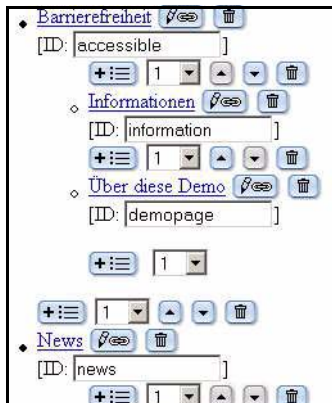 Barrierefreiheit
[ID: accessible ]
1
Informationen
[ID: information ]
1
Über diese Demo
[ID: demopage ]
1
1
News
[ID: news ]
1